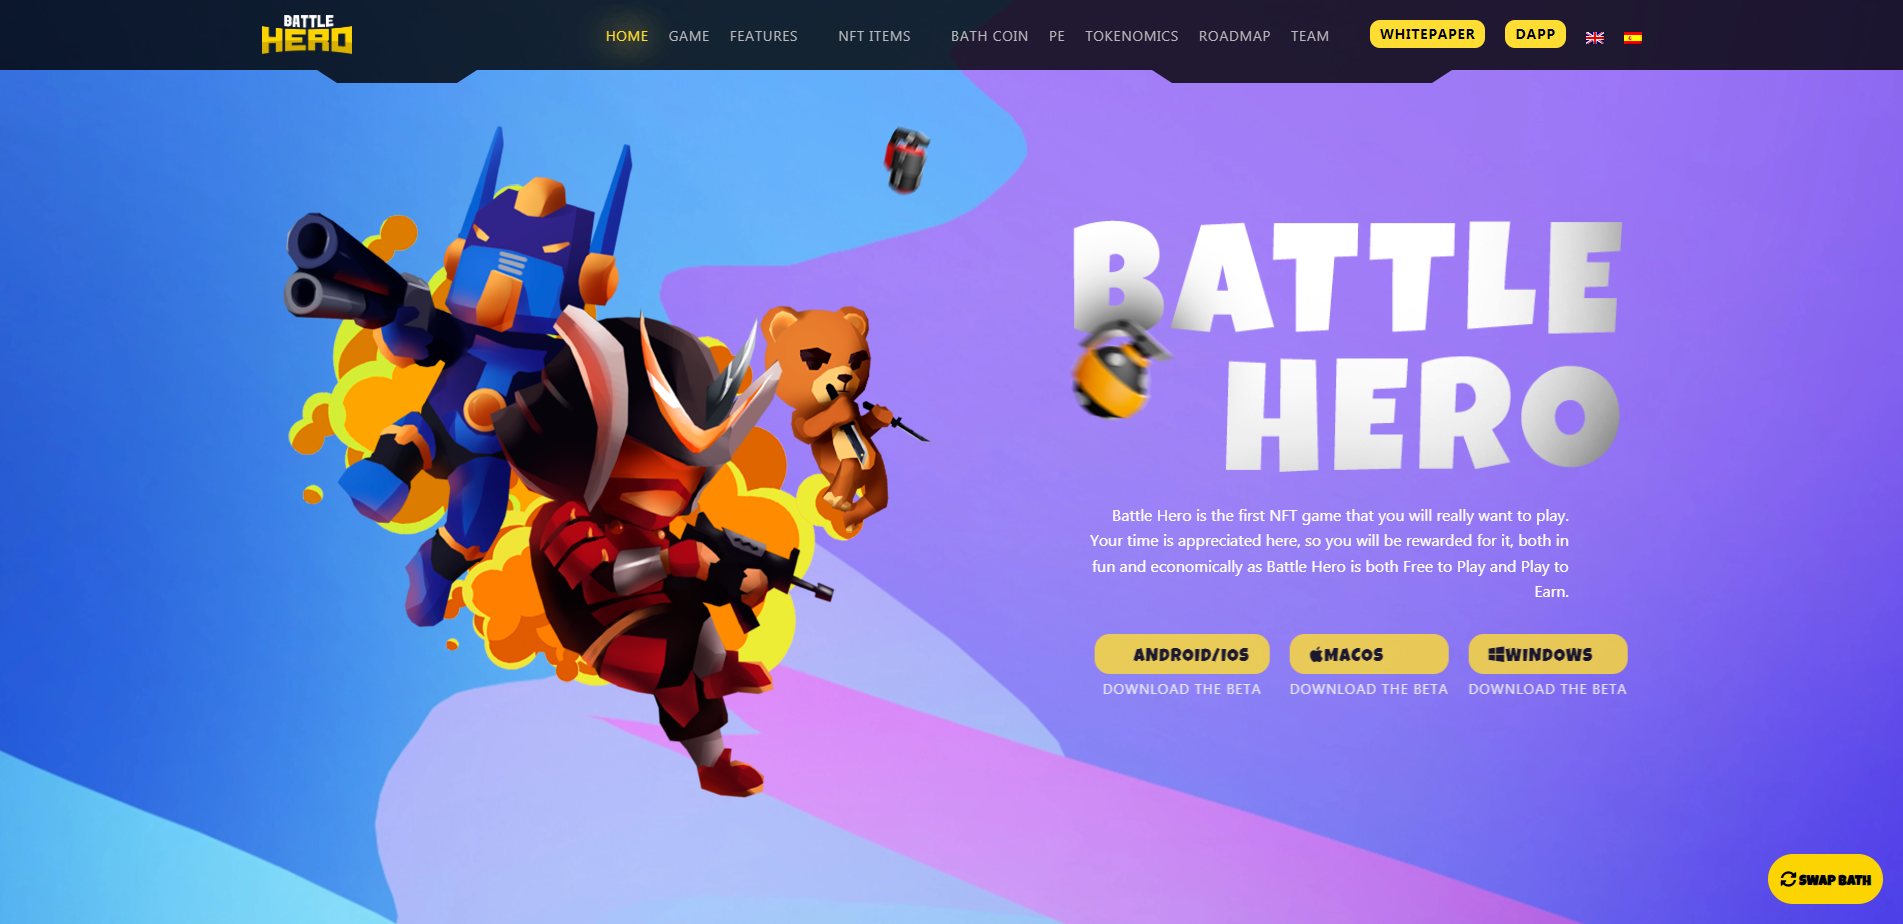 BATTLE
HERO
HOME GAME FEATURES NFT ITEMS BATH COIN PE TOKENOMICS ROADMAP TEAM WHITEPAPER DAPP
BATTLE
HERO
Battle Hero is the first NFT game that you will really want to play.
Your time is appreciated here, so you will be rewarded for it, both in
fun and economically as Battle Hero is both Free to Play and Play to
Earn.
ANDROID/IOS MACOS WINDOWS
DOWNLOAD THE BETA DOWNLOAD THE BETA DOWNLOAD THE BETA
SWAP BATH